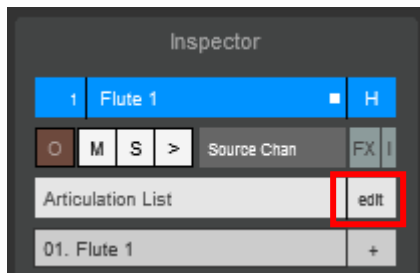 Inspector
1 Flute 1 H
O M S > Source Chan FX I
Articulation List edit
01. Flute 1 +